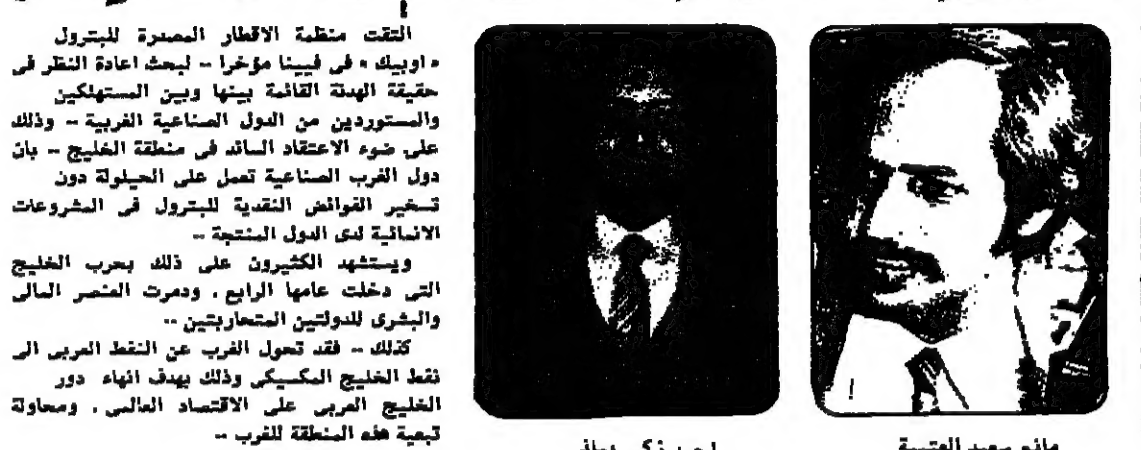 التقت منظمة الاقطار المصدرة للبترول
« اوبيك » فى فيينا مؤخرا -- لبحث اعادة النظر فى
حقيقة الهدنة القائمة بينها وبين المستهلكين
والمستوردين من الدول الصناعية الغربية -- وذلك
على ضوء الاعتقاد السائد فى منطقة الخليج -- بان
دول الغرب الصناعية تعمل على الحيلولة دون
تسخير الفوائض النقدية للبترول فى المشروعات
الانمائية لدى الدول المنتجة --
ويستشهد الكثيرون على ذلك بحرب الخليج
التى دخلت عامها الرابع . ودمرت العنصر المالى
والبشرى للدولتين المتحاربتين --
كذلك -- فقد تحول الغرب عن النفط العربى الى
نفط الخليج المكسيكى وذلك بهدف انهاء دور
الخليج العربى على الاقتصاد العالمى . ومحاولة
تبعية هذه المنطقة للغرب --
مانع سعيد العتيبة
احمد زكى يمانى